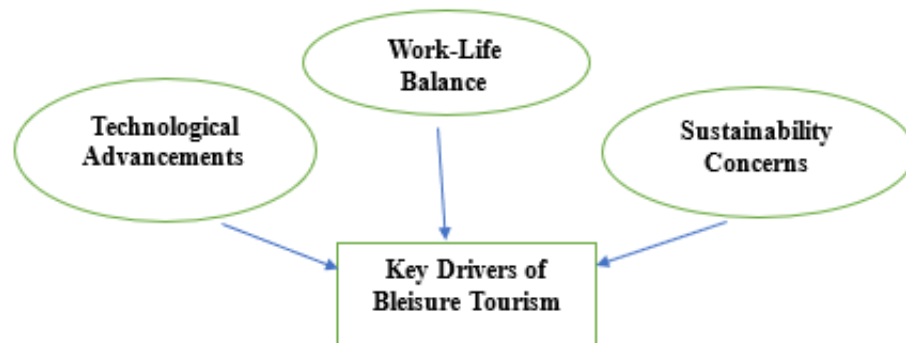 Work-Life
Balance
Technological
Advancements
Sustainability
Concerns
Key Drivers of
Bleisure Tourism